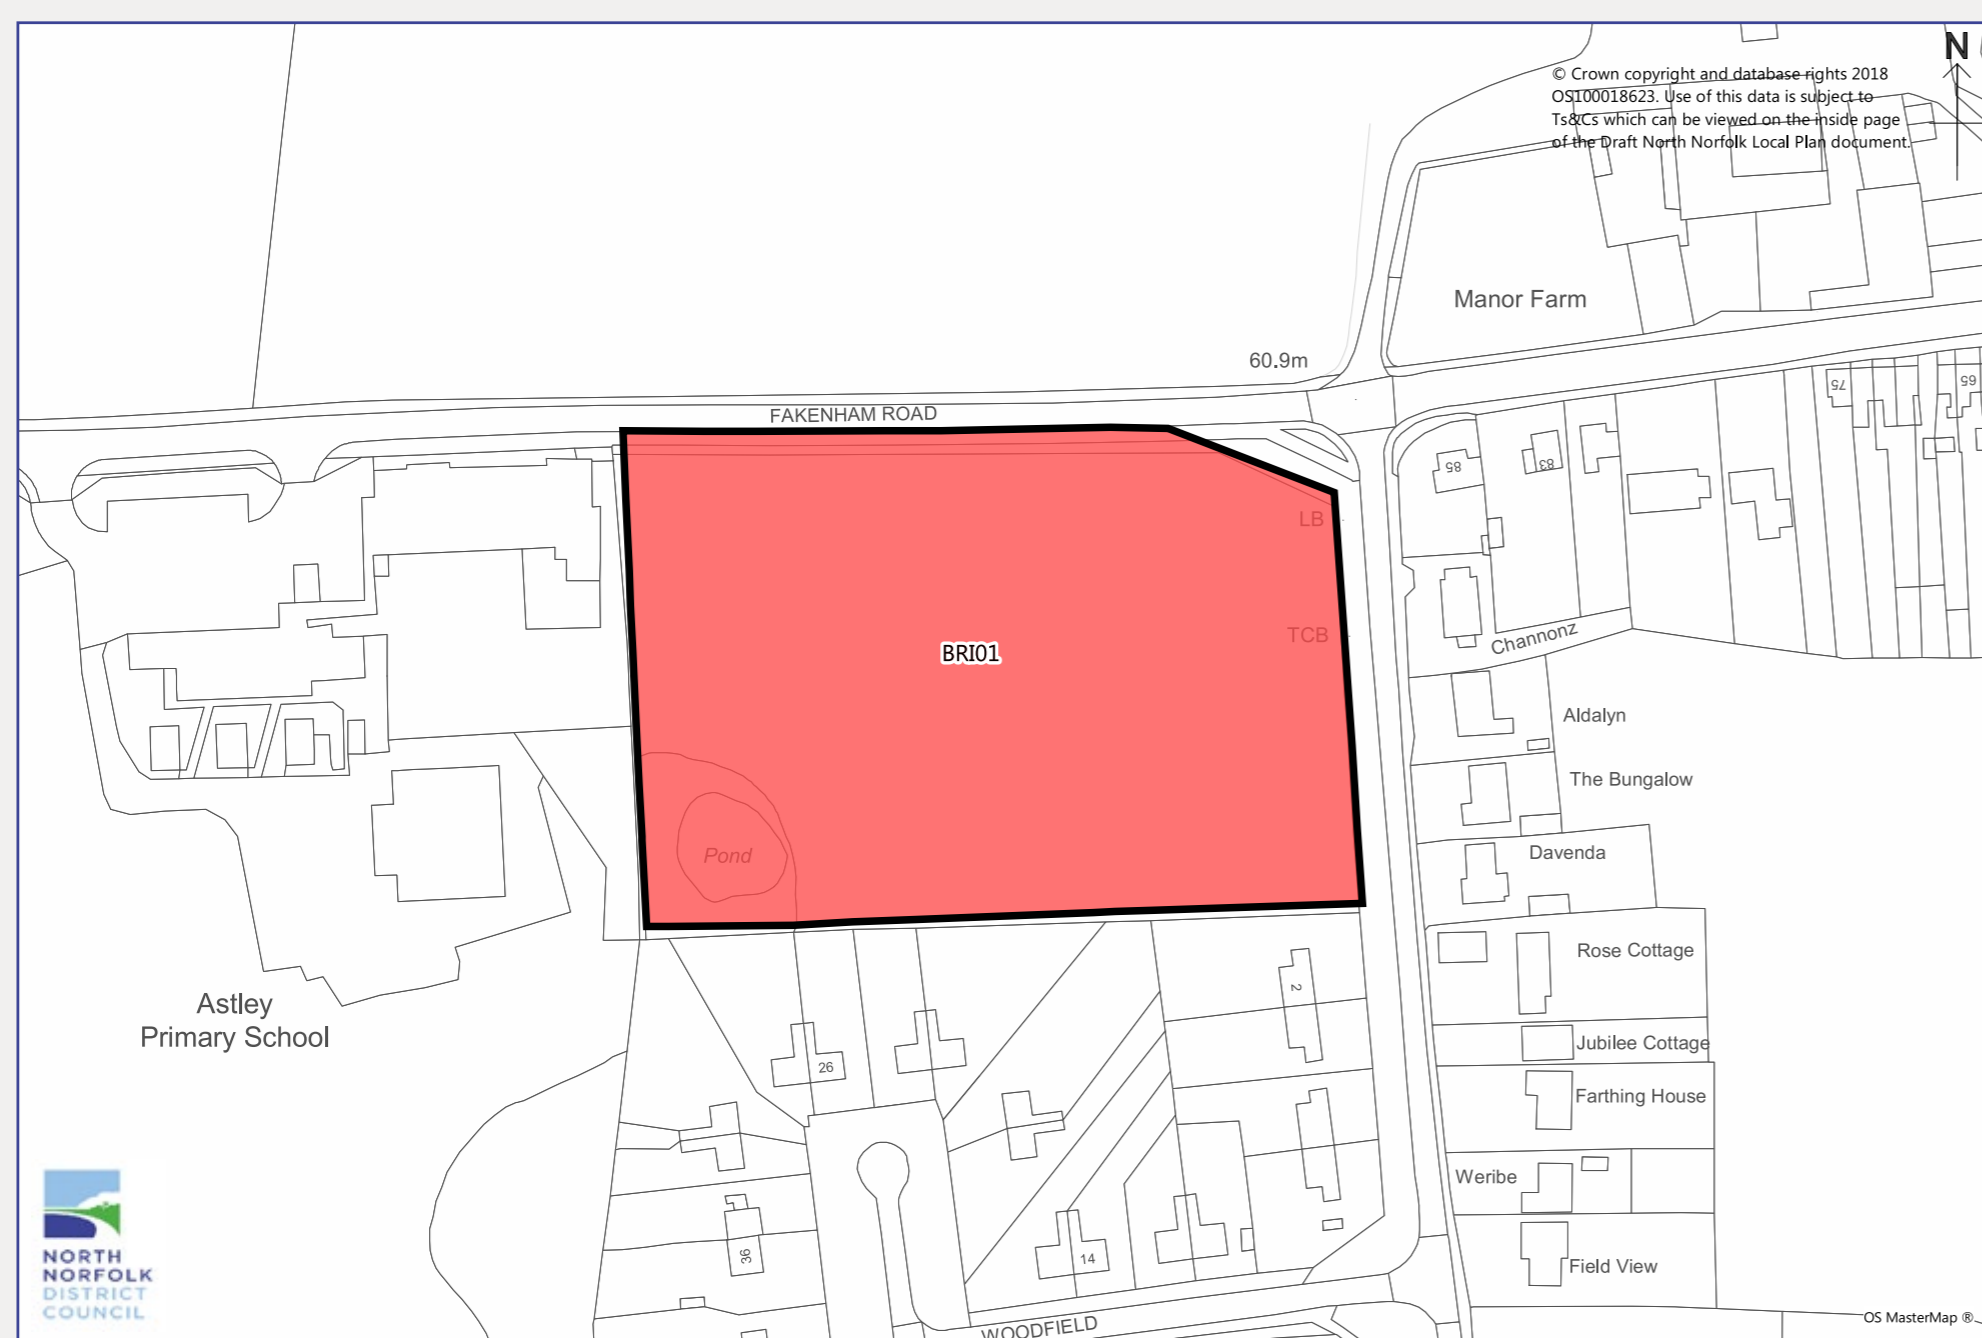 N
© Crown copyright and database rights 2018
OS100018623. Use of this data is subject to
Ts&Cs which can be viewed on the inside page
of the Draft North Norfolk Local Plan document.
Manor Farm
60.9m
FAKENHAM ROAD
75
65
85
83
LB
TCB
BRI01
Channonz
Aldalyn
The Bungalow
Pond
Davenda
Rose Cottage
2
Astley
Primary School
Jubilee Cottage
26
Farthing House
Weribe
36
14
Field View
NORTH
NORFOLK
DISTRICT
COUNCIL
WOODFIELD
OS MasterMap ®